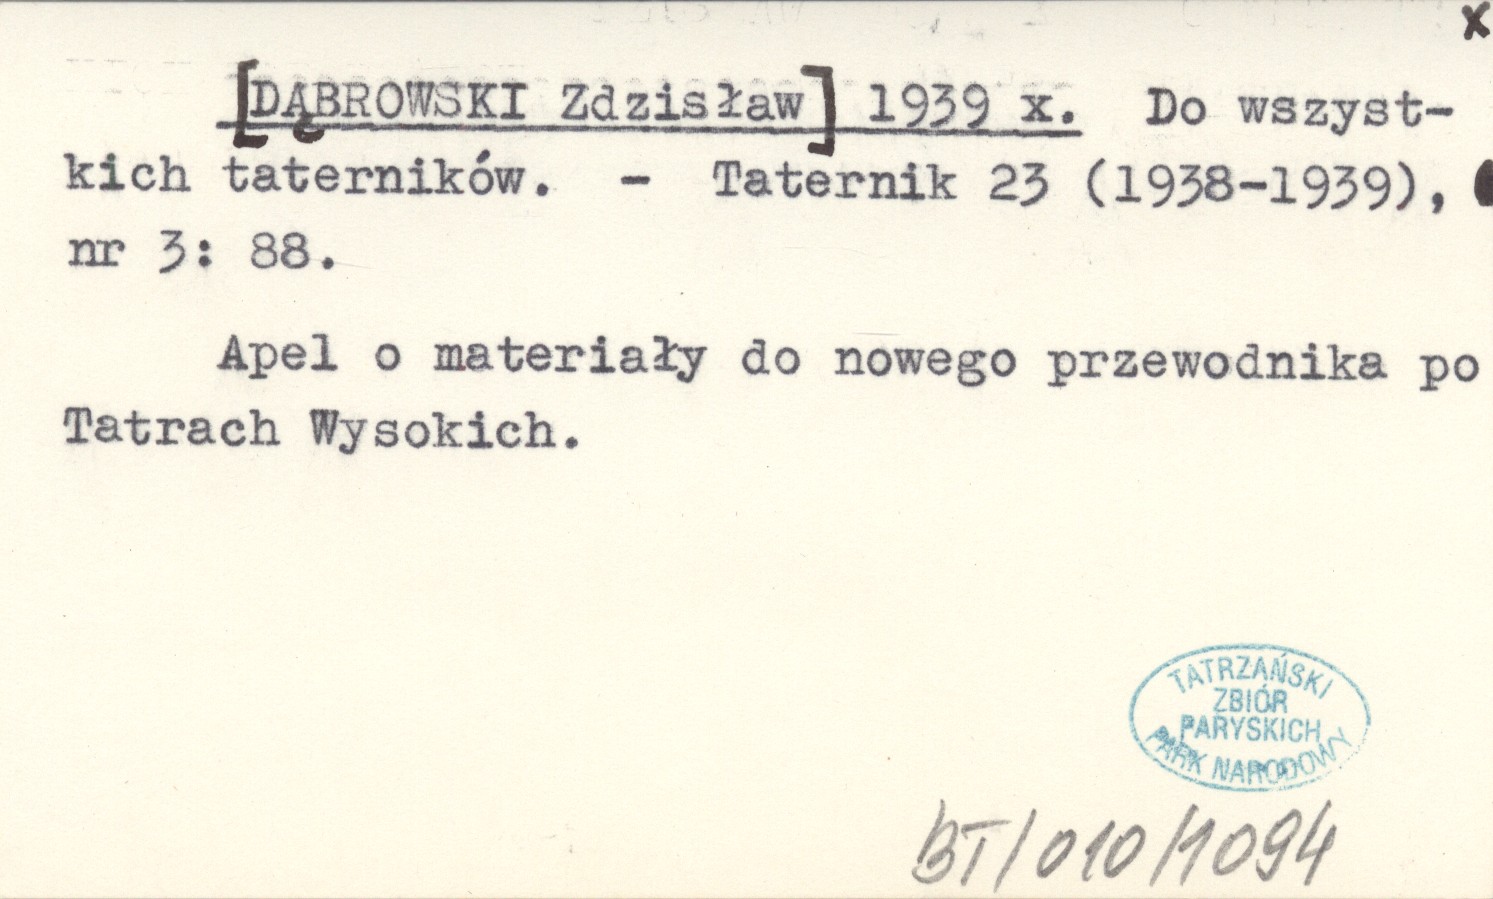 x
[DĄBROWSKI Zdzisław] 1939 x. Do wszyst-
kich taterników. - Taternik 23 (1938-1939),
nr 3: 88.
Apel o materiały do nowego przewodnika po
Tatrach Wysokich.
TATRZAŃSKI
ZBIÓR
PARYSKICH
PARK NARODOWY
BT/010/1094